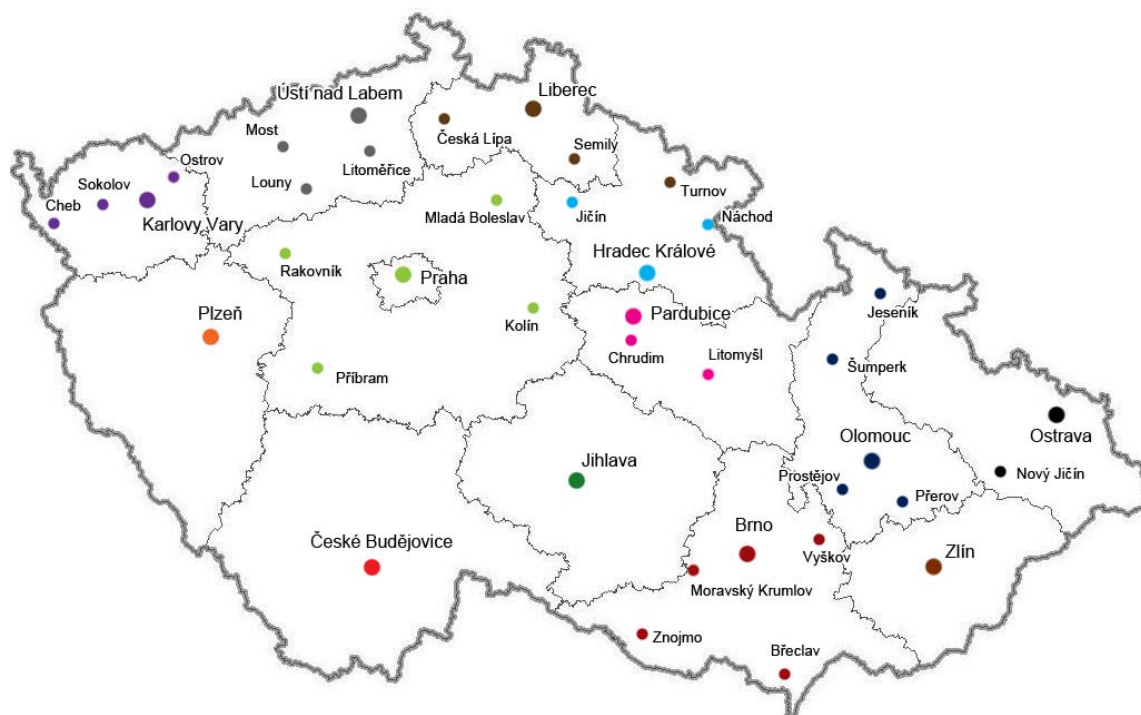 Ústí nad Labem
Liberec
Most
Česká Lípa
Litoměřice
Semily
Ostrov
Sokolov
Louny
Turnov
Cheb
Karlovy Vary
Mladá Boleslav
Jičín
Náchod
Rakovník
Praha
Hradec Králové
Plzeň
Kolín
Pardubice
Jeseník
Chrudim
Litomyšl
Šumperk
Příbram
Olomouc
Ostrava
Jihlava
Prostějov
Nový Jičín
Přerov
České Budějovice
Brno
Vyškov
Zlín
Moravský Krumlov
Znojmo
Břeclav